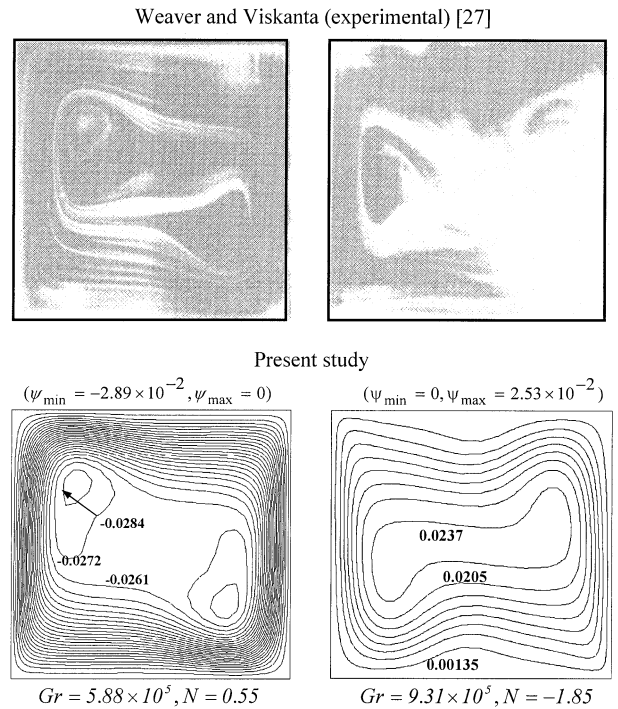 Weaver and Viskanta (experimental) [27]
Present study
(ψmin = −2.89×10−2, ψmax = 0)
(ψmin = 0, ψmax = 2.53×10−2)
-0.0284
-0.0272
-0.0261
0.0237
0.0205
0.00135
Gr = 5.88×10⁵, N = 0.55
Gr = 9.31×10⁵, N = −1.85